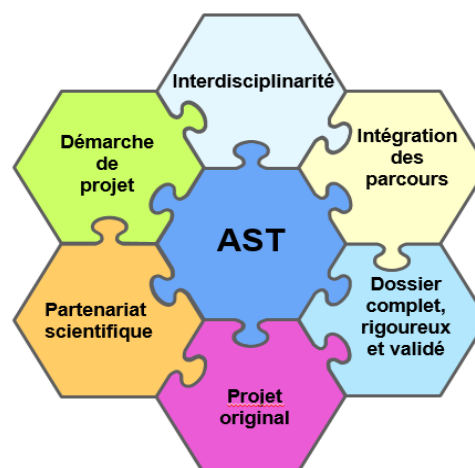 Interdisciplinarité
Démarche
de
projet
Intégration
des
parcours
AST
Partenariat
scientifique
Dossier
complet,
rigoureux
et validé
Projet
original